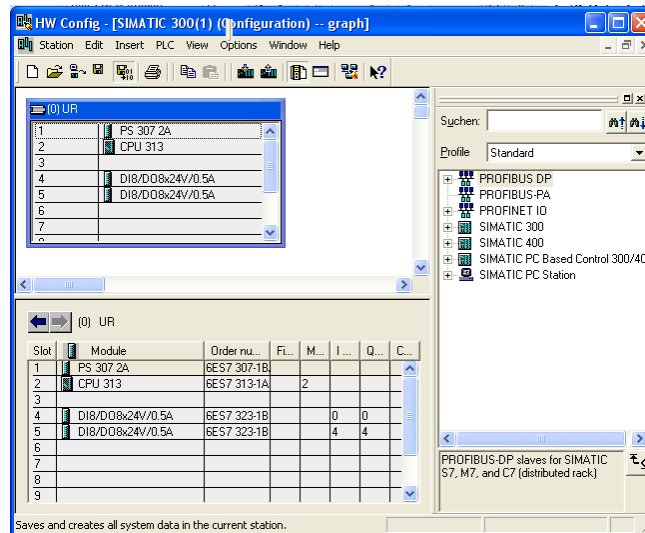 HW Config - [SIMATIC 300(1) (Configuration) -- graph]
Station Edit Insert PLC View Options Window Help
(0) UR
1 PS 307 2A
2 CPU 313
3
4 DI8/DO8x24V/0.5A
5 DI8/DO8x24V/0.5A
6
7
Suchen:
Profile Standard
PROFIBUS DP
PROFIBUS-PA
PROFINET IO
SIMATIC 300
SIMATIC 400
SIMATIC PC Based Control 300/40
SIMATIC PC Station
(0) UR
Slot Module Order nu... Fi... M... I ... Q... C...
1 PS 307 2A 6ES7 307-1B
2 CPU 313 6ES7 313-1A 2
3
4 DI8/DO8x24V/0.5A 6ES7 323-1B 0 0
5 DI8/DO8x24V/0.5A 6ES7 323-1B 4 4
6
7
8
9
PROFIBUS-DP slaves for SIMATIC
S7, M7, and C7 (distributed rack)
Saves and creates all system data in the current station.